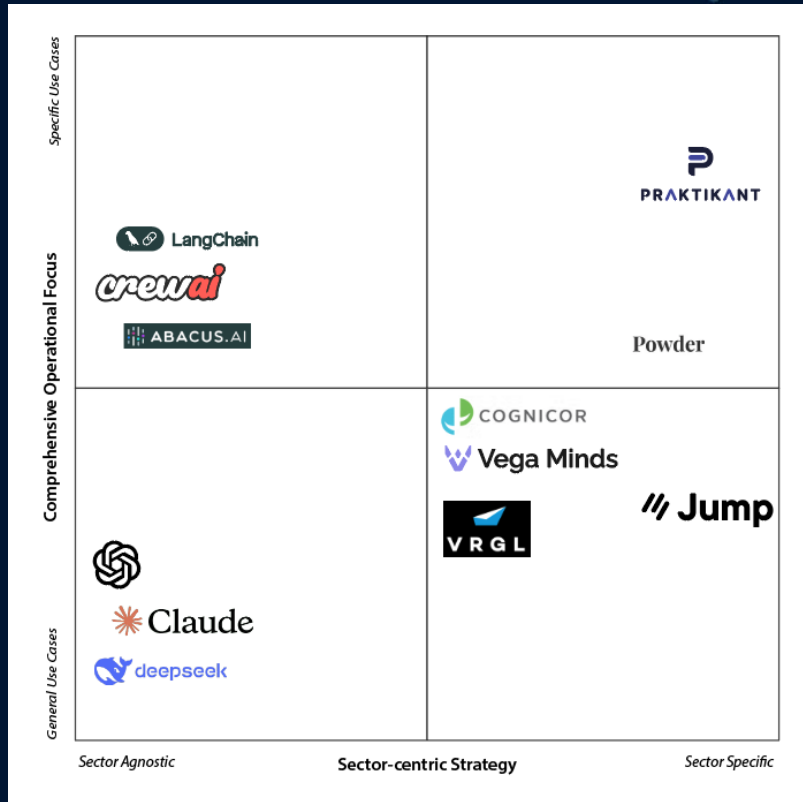 Specific Use Cases
PRAKTIKANT
LangChain
crewai
ABACUS.AI
Powder
Comprehensive Operational Focus
COGNICOR
Vega Minds
Jump
VRGL
Claude
deepseek
General Use Cases
Sector Agnostic
Sector-centric Strategy
Sector Specific